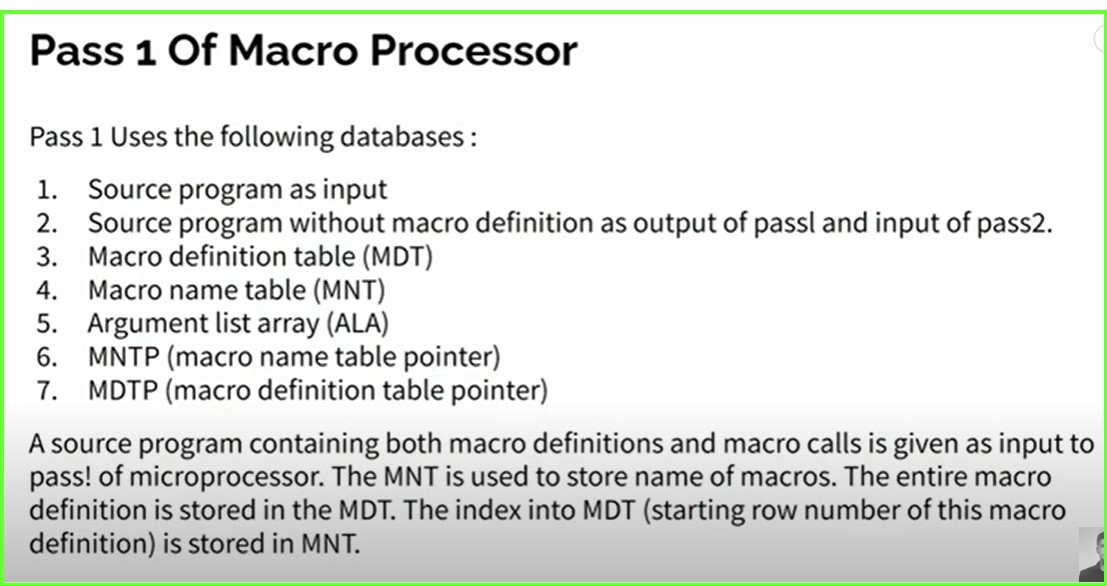 Pass 1 Of Macro Processor
Pass 1 Uses the following databases :
1. Source program as input
2. Source program without macro definition as output of passl and input of pass2.
3. Macro definition table (MDT)
4. Macro name table (MNT)
5. Argument list array (ALA)
6. MNTP (macro name table pointer)
7. MDTP (macro definition table pointer)
A source program containing both macro definitions and macro calls is given as input to
pass! of microprocessor. The MNT is used to store name of macros. The entire macro
definition is stored in the MDT. The index into MDT (starting row number of this macro
definition) is stored in MNT.